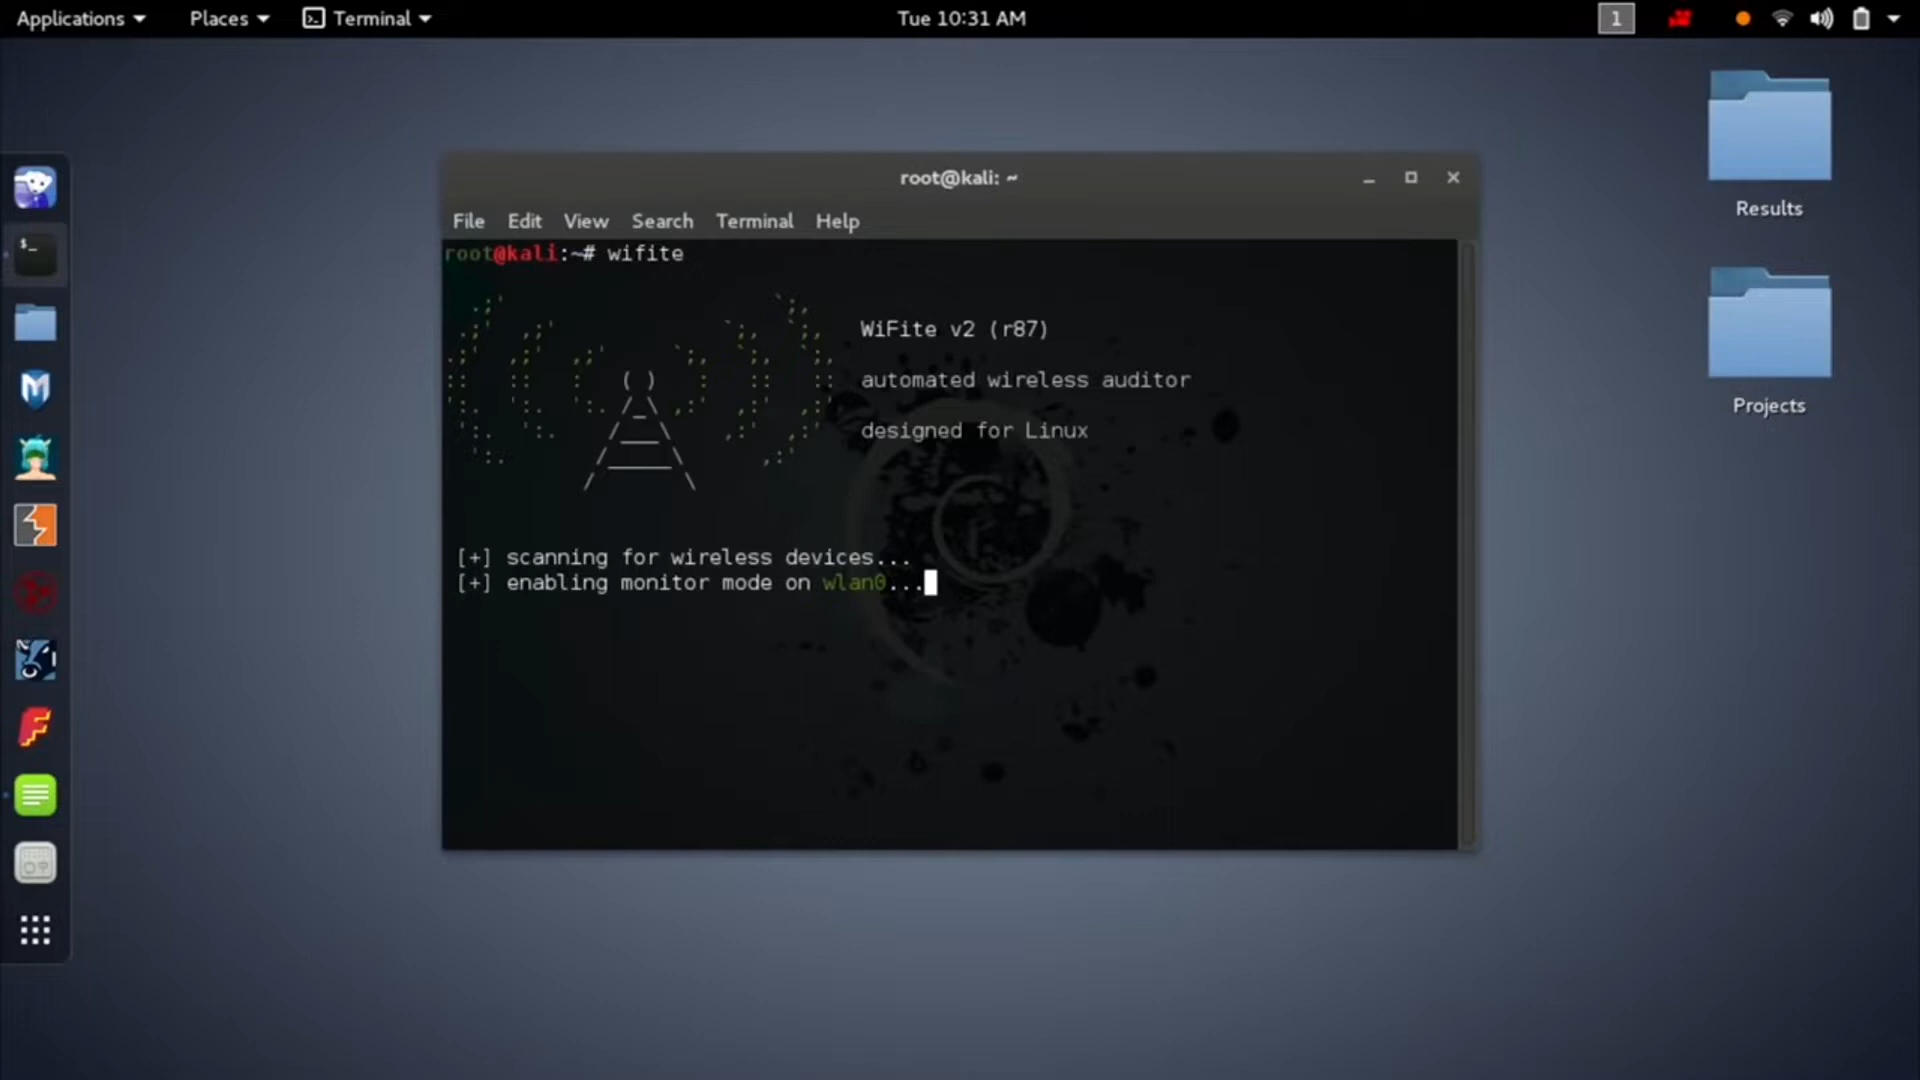 Applications Places Terminal Tue 10:31 AM 1
Results
Projects
root@kali: ~
File Edit View Search Terminal Help
root@kali:~# wifite
WiFite v2 (r87)
automated wireless auditor
designed for Linux
[+] scanning for wireless devices...
[+] enabling monitor mode on wlan0...